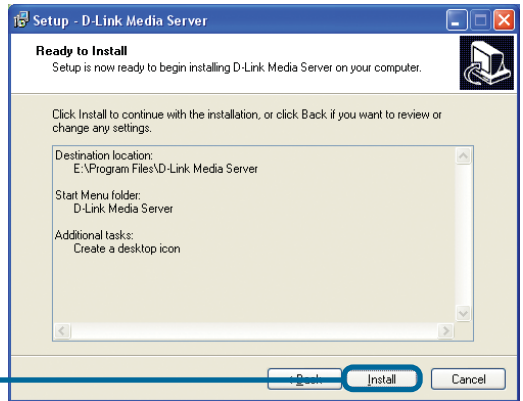 Setup - D-Link Media Server
Ready to Install
Setup is now ready to begin installing D-Link Media Server on your computer.
Click Install to continue with the installation, or click Back if you want to review or
change any settings.
Destination location:
E:\Program Files\D-Link Media Server
Start Menu folder:
D-Link Media Server
Additional tasks:
Create a desktop icon
< Back Install Cancel